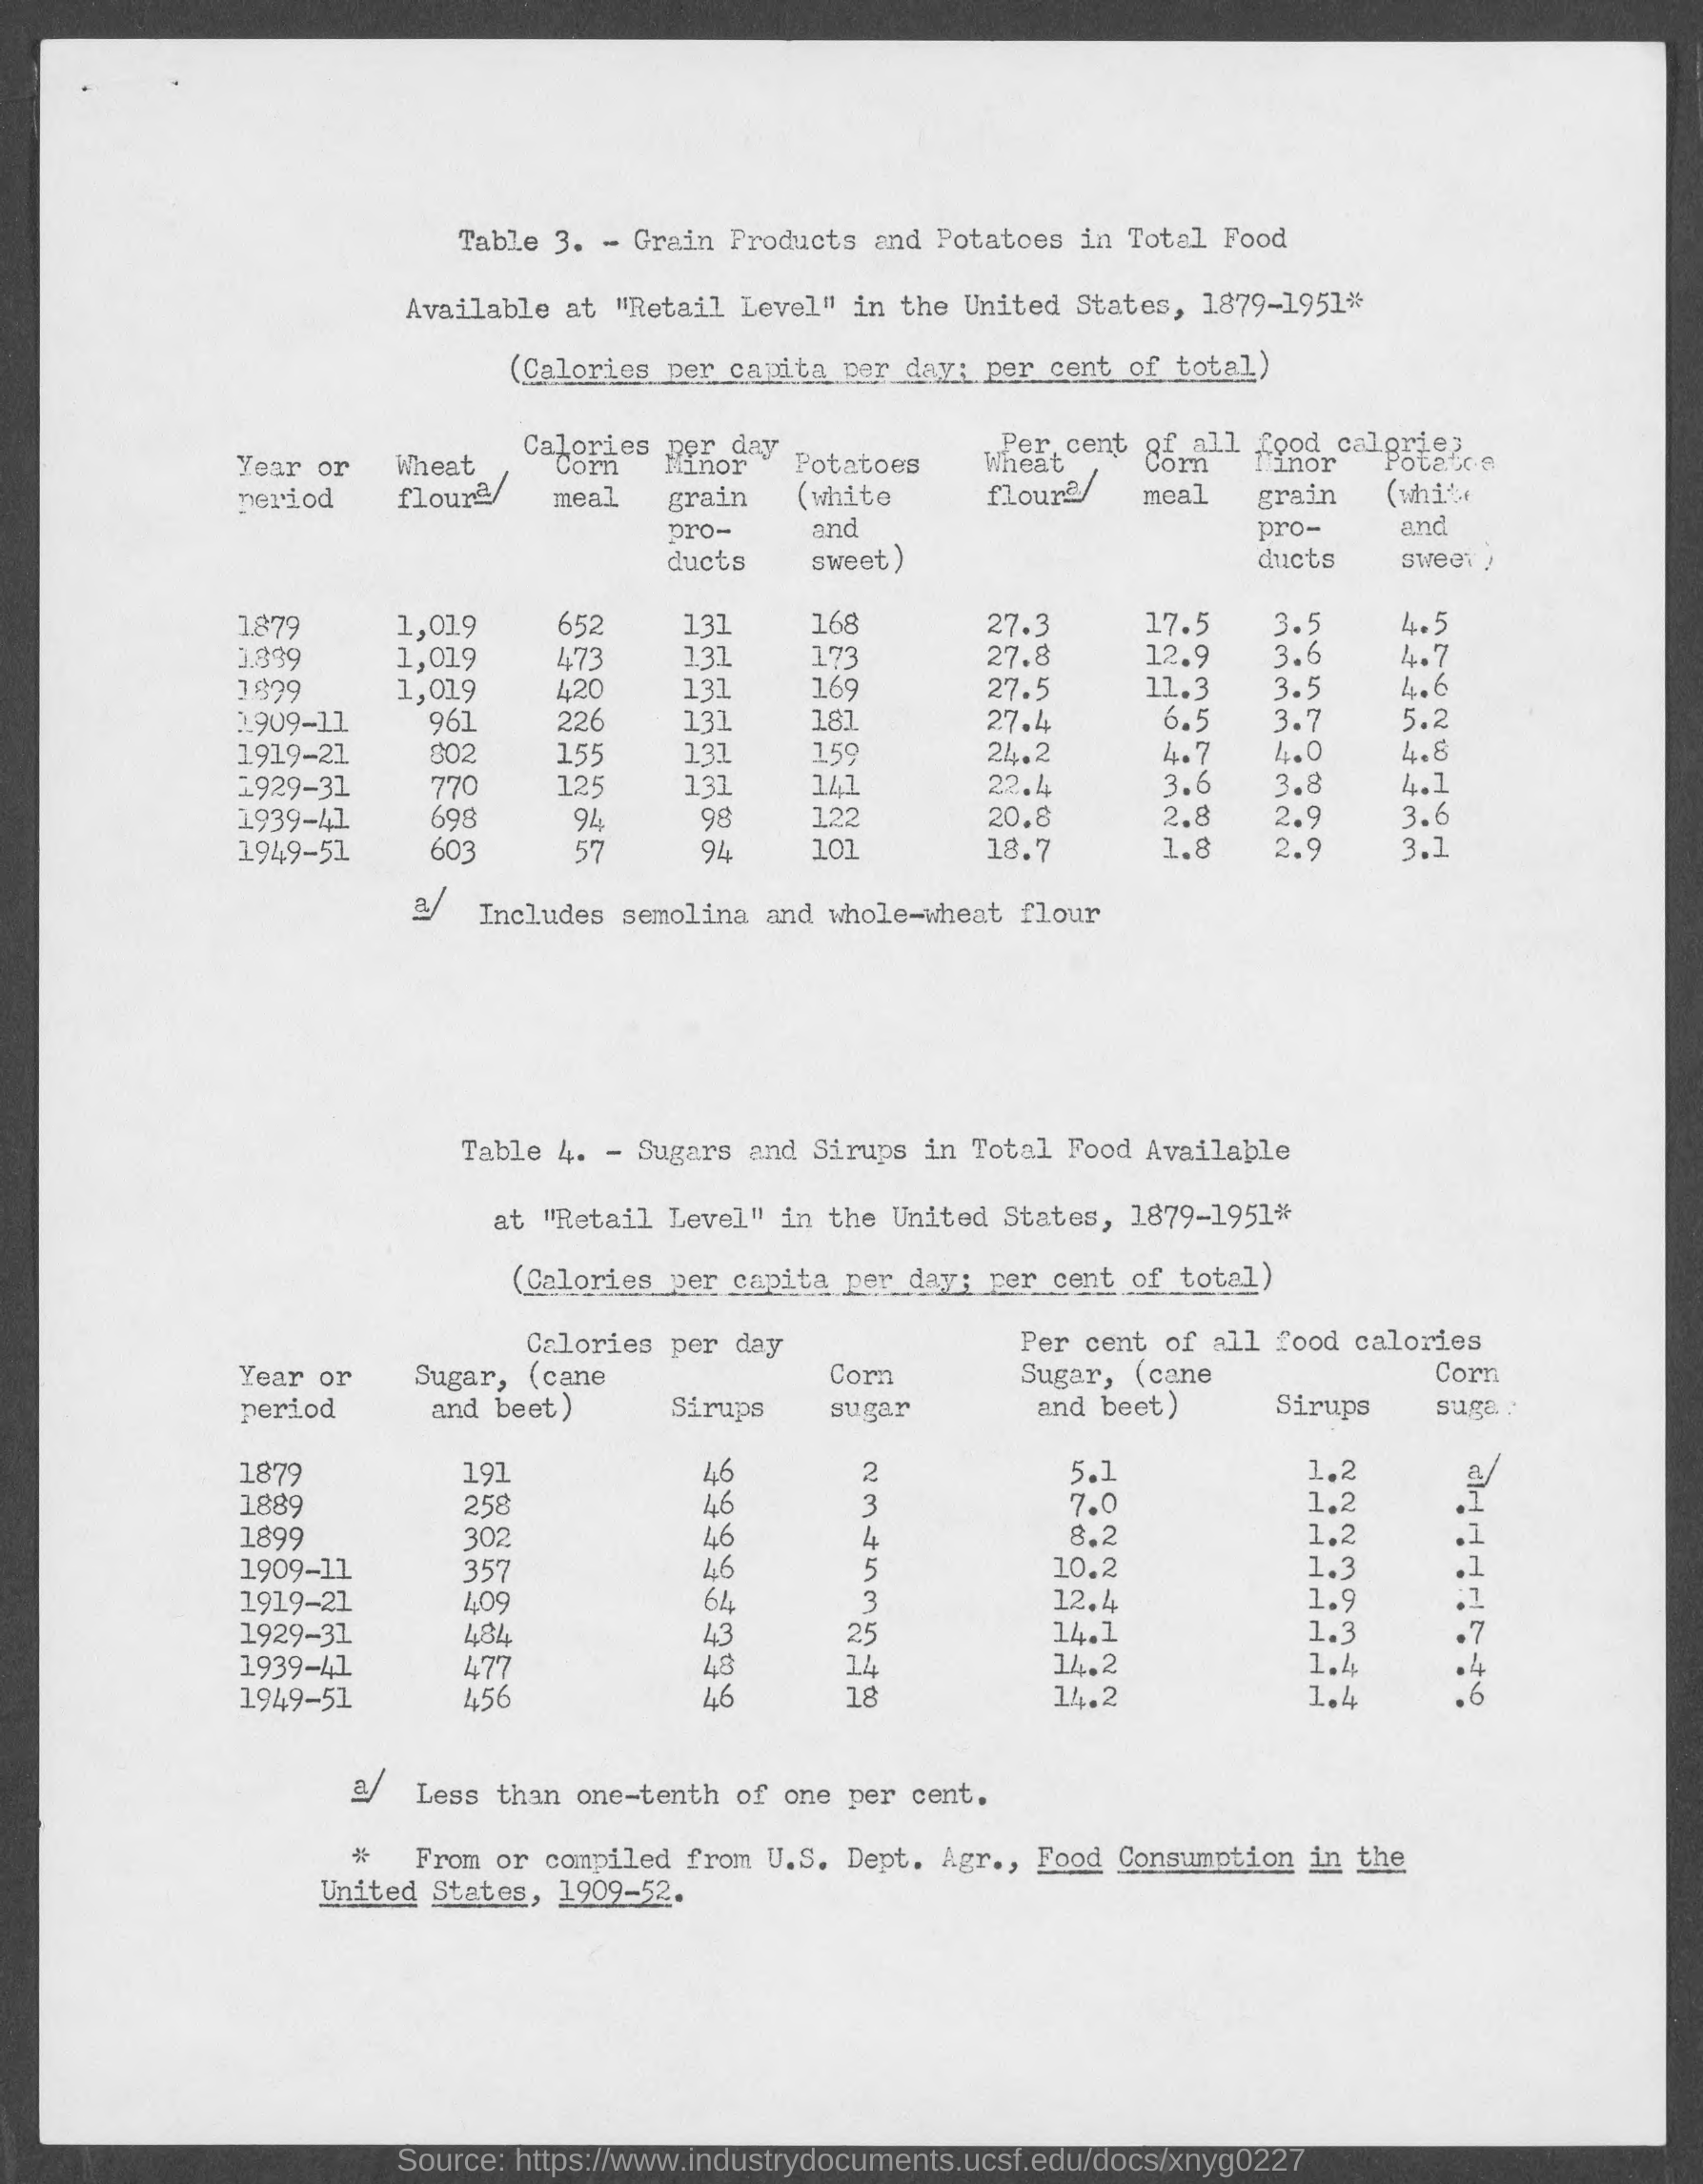 Table 3. - Grain Products and Potatoes in Total Food
Available at "Retail Level" in the United States, 1879-1951*
(Calories per capita per day; per cent of total)
Calories per day Per cent of all food calories
Year or Wheat Corn Minor Potatoes Wheat Corn Minor Potatoe
period flour a/ meal grain (white flour a/ meal grain (white
pro- and pro- and
ducts sweet) ducts sweet)
1879 1,019 652 131 168 27.3 17.5 3.5 4.5
1889 1,019 473 131 173 27.8 12.9 3.6 4.7
1899 1,019 420 131 169 27.5 11.3 3.5 4.6
1909-11 961 226 131 181 27.4 6.5 3.7 5.2
1919-21 802 155 131 159 24.2 4.7 4.0 4.8
1929-31 770 125 131 141 22.4 3.6 3.8 4.1
1939-41 698 94 98 122 20.8 2.8 2.9 3.6
1949-51 603 57 94 101 18.7 1.8 2.9 3.1
a/ Includes semolina and whole-wheat flour
Table 4. - Sugars and Sirups in Total Food Available
at "Retail Level" in the United States, 1879-1951*
(Calories per capita per day; per cent of total)
Calories per day Per cent of all food calories
Year or Sugar, (cane Corn Sugar, (cane Corn
period and beet) Sirups sugar and beet) Sirups suga
1879 191 46 2 5.1 1.2 a/
1889 258 46 3 7.0 1.2 .1
1899 302 46 4 8.2 1.2 .1
1909-11 357 46 5 10.2 1.3 .1
1919-21 409 64 3 12.4 1.9 .1
1929-31 484 43 25 14.1 1.3 .7
1939-41 477 48 14 14.2 1.4 .4
1949-51 456 46 18 14.2 1.4 .6
a/ Less than one-tenth of one per cent.
* From or compiled from U.S. Dept. Agr., Food Consumption in the
United States, 1909-52.
Source: https://www.industrydocuments.ucsf.edu/docs/xnyg0227